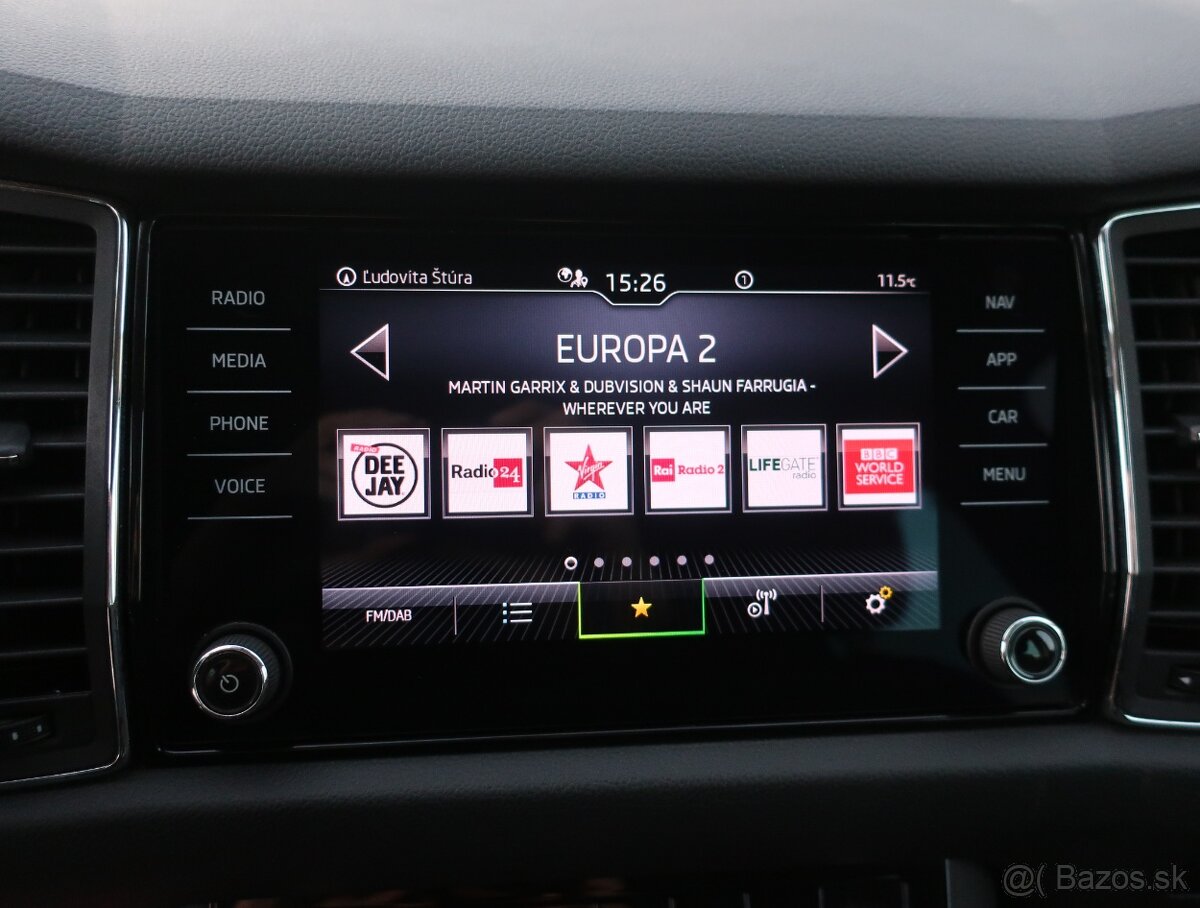 Ľudovíta Štúra 15:26 1 11.5°C
RADIO
MEDIA
PHONE
VOICE
EUROPA 2
MARTIN GARRIX & DUBVISION & SHAUN FARRUGIA -
WHEREVER YOU ARE
RADIO
DEE
JAY
Radio24
Virgin
RADIO
Rai Radio 2
LIFEGATE
radio
BBC
WORLD
SERVICE
FM/DAB
NAV
APP
CAR
MENU
@( Bazos.sk